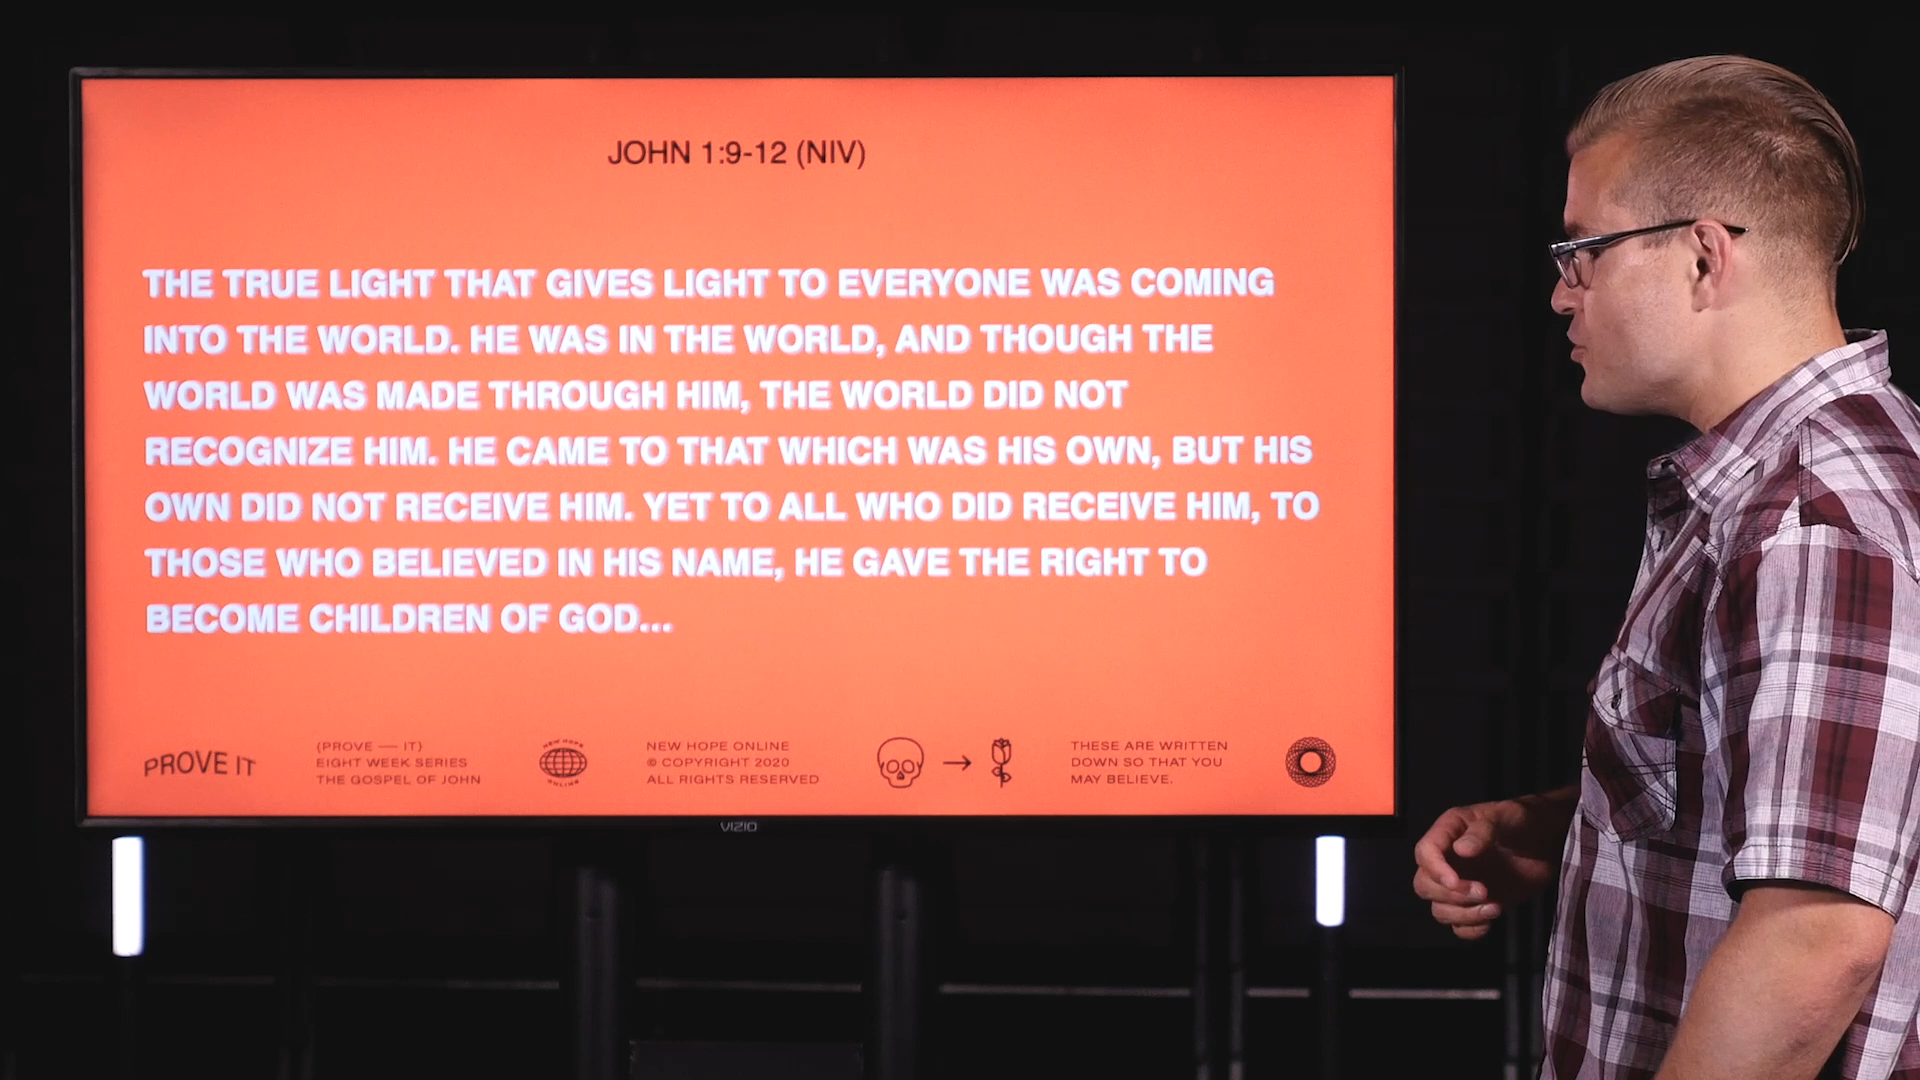 JOHN 1:9-12 (NIV)
THE TRUE LIGHT THAT GIVES LIGHT TO EVERYONE WAS COMING
INTO THE WORLD. HE WAS IN THE WORLD, AND THOUGH THE
WORLD WAS MADE THROUGH HIM, THE WORLD DID NOT
RECOGNIZE HIM. HE CAME TO THAT WHICH WAS HIS OWN, BUT HIS
OWN DID NOT RECEIVE HIM. YET TO ALL WHO DID RECEIVE HIM, TO
THOSE WHO BELIEVED IN HIS NAME, HE GAVE THE RIGHT TO
BECOME CHILDREN OF GOD...
PROVE IT
(PROVE — IT)
EIGHT WEEK SERIES
THE GOSPEL OF JOHN
NEW HOPE
ONLINE
NEW HOPE ONLINE
© COPYRIGHT 2020
ALL RIGHTS RESERVED
THESE ARE WRITTEN
DOWN SO THAT YOU
MAY BELIEVE.
VIZIO